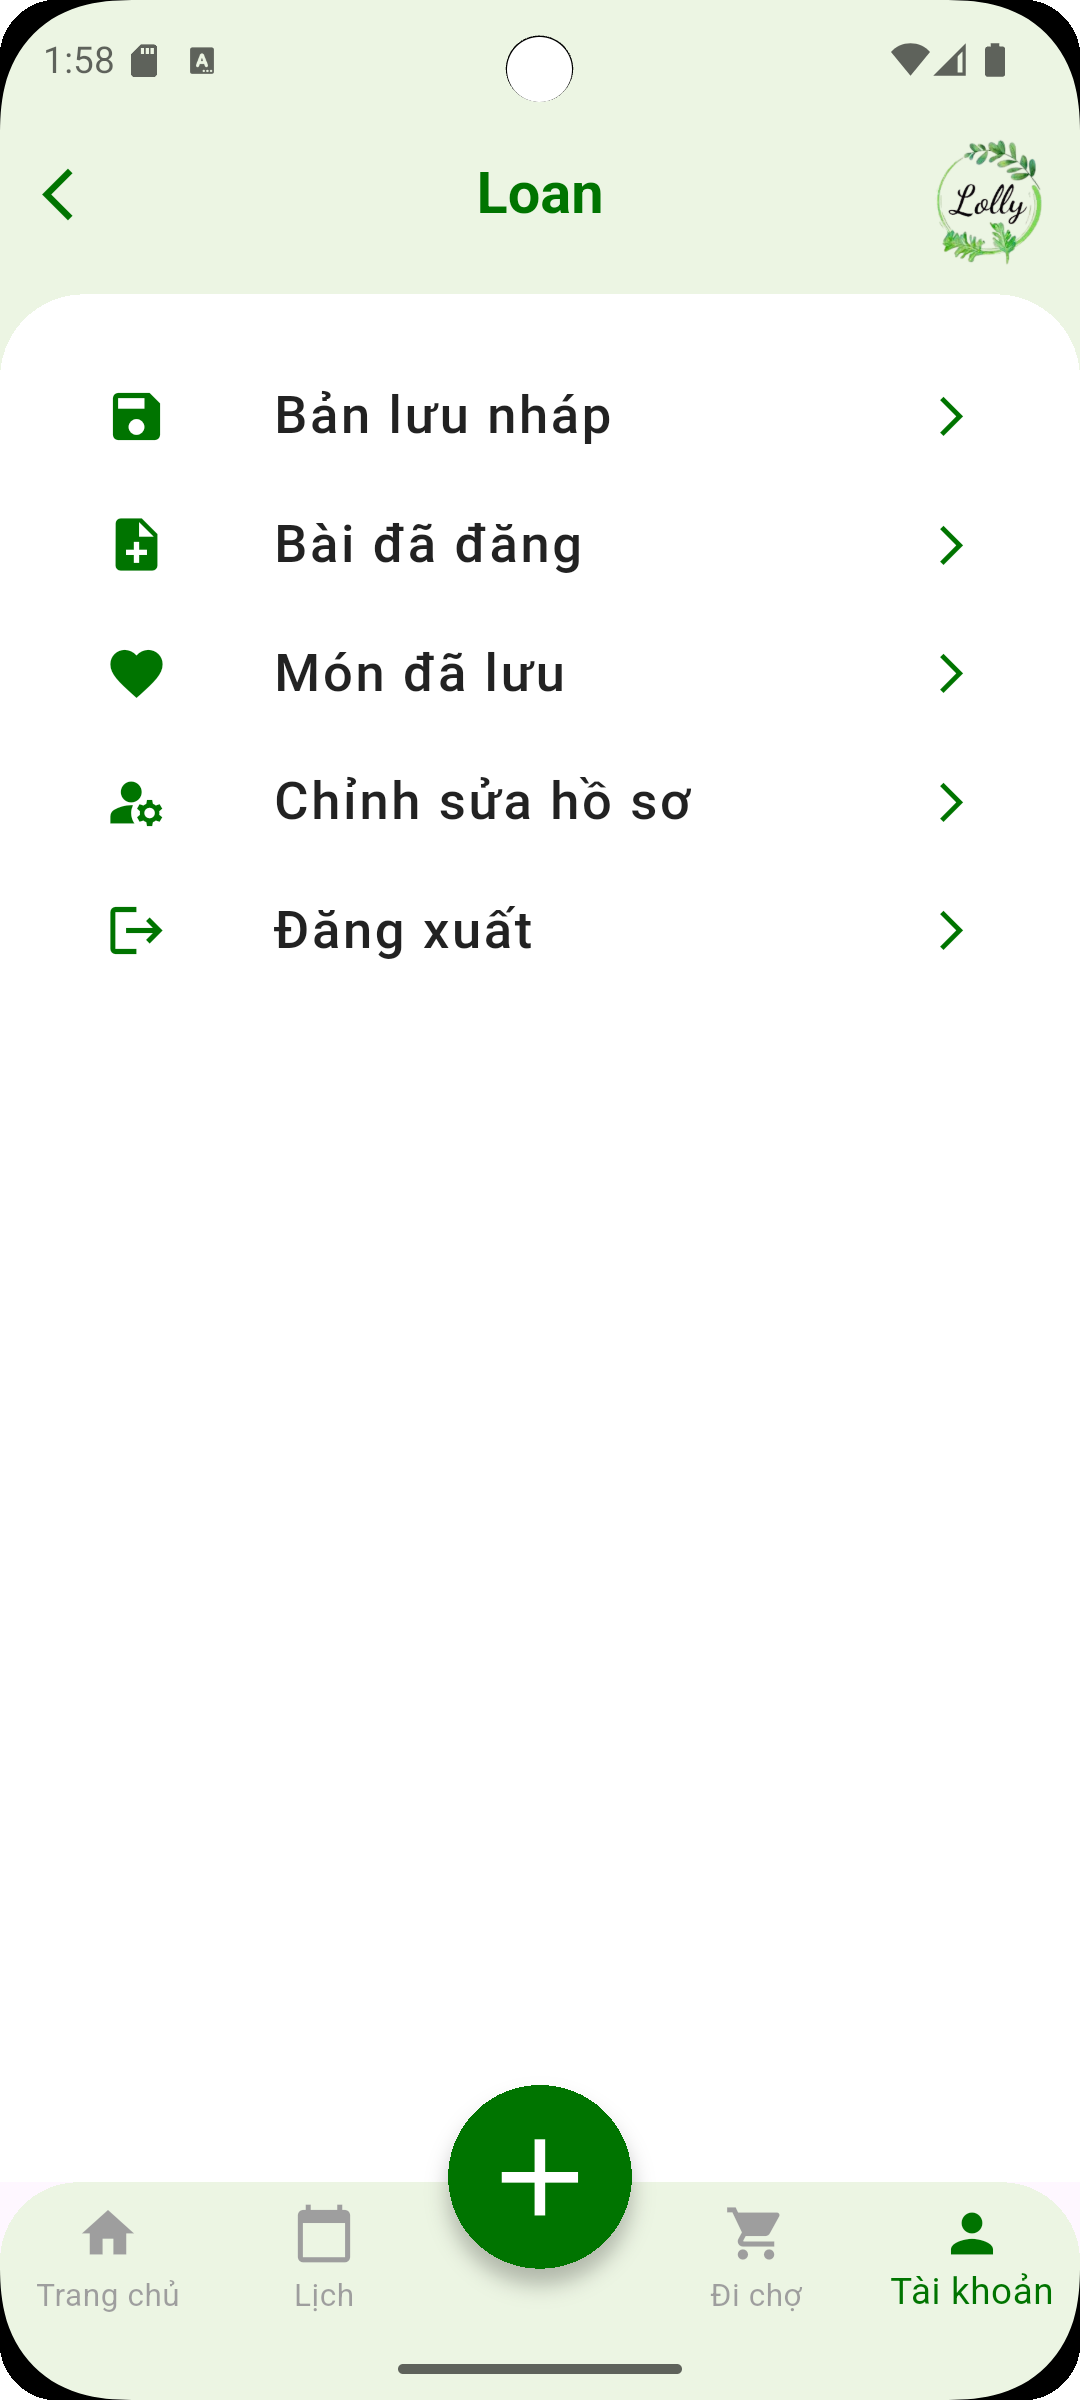 1:58
Loan
Lolly
Bản lưu nháp
Bài đã đăng
Món đã lưu
Chỉnh sửa hồ sơ
Đăng xuất
Trang chủ
Lịch
Đi chợ
Tài khoản